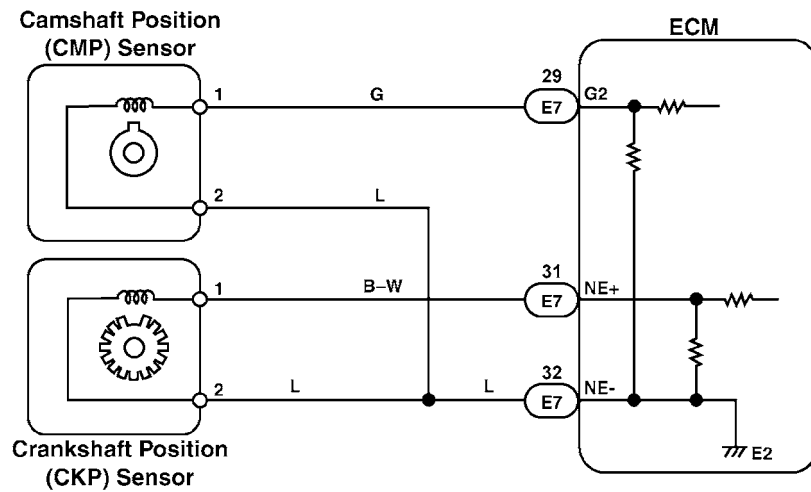 Camshaft Position
(CMP) Sensor
ECM
1
G
29
E7
G2
2
L
1
B–W
31
E7
NE+
2
L
L
32
E7
NE-
E2
Crankshaft Position
(CKP) Sensor